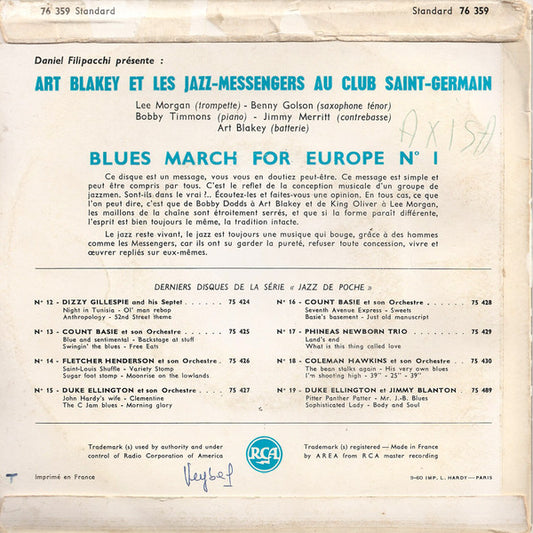 76 359 Standard
Standard 76 359
Daniel Filipacchi présente :
ART BLAKEY ET LES JAZZ-MESSENGERS AU CLUB SAINT-GERMAIN
Lee Morgan (trompette) - Benny Golson (saxophone ténor)
Bobby Timmons (piano) - Jimmy Merritt (contrebasse)
Art Blakey (batterie)
AXISA
BLUES MARCH FOR EUROPE N° I
Ce disque est un message, vous vous en doutiez peut-être. Ce message est simple et
peut être compris par tous. C'est le reflet de la conception musicale d'un groupe de
jazzmen. Sont-ils dans le vrai ?.. Écoutez-les et faites-vous une opinion. En tous cas, ce que
l'on peut dire, c'est que de Bobby Dodds à Art Blakey et de King Oliver à Lee Morgan,
les maillons de la chaîne sont étroitement serrés, et que si la forme paraît différente,
l'esprit est bien toujours le même, la tradition intacte.
Le jazz reste vivant, le jazz est toujours une musique qui bouge, grâce à des hommes
comme les Messengers, car ils ont su garder la pureté, refuser toute concession, vivre et
œuvrer repliés sur eux-mêmes.
DERNIERS DISQUES DE LA SÉRIE « JAZZ DE POCHE »
N° 12 - DIZZY GILLESPIE and his Septet . . . . . . 75 424
Night in Tunisia - Ol' man rebop
Anthropology - 52nd Street theme
N° 13 - COUNT BASIE et son Orchestre . . . . . 75 425
Blue and sentimental - Backstage at stuff
Swingin' the blues - Free Eats
N° 14 - FLETCHER HENDERSON et son Orchestre . 75 426
Saint-Louis Shuffle - Variety Stomp
Sugar foot stomp - Moonrise on the lowlands
N° 15 - DUKE ELLINGTON et son Orchestre . . . . 75 427
John Hardy's wife - Clementine
The C Jam blues - Morning glory
N° 16 - COUNT BASIE et son Orchestre . . . . . 75 428
Seventh Avenue Express - Sweets
Basie's basement - Just old manuscript
N° 17 - PHINEAS NEWBORN TRIO . . . . . . . 75 429
Land's end
What is this thing called love
N° 18 - COLEMAN HAWKINS et son Orchestre . . . 75 430
The bean stalks again - His very own blues
I'm shooting high - 39" - 25" - 39"
N° 19 - DUKE ELLINGTON et JIMMY BLANTON . 75 489
Pitter Panther Patter - Mr. J.-B. Blues
Sophisticated Lady - Body and Soul
Trademark (s) used by authority and under
control of Radio Corporation of America
RCA
Trademark (s) registered — Made in France
by AREA from RCA master recording
T
Imprimé en France
9-60 IMP. L. HARDY — PARIS